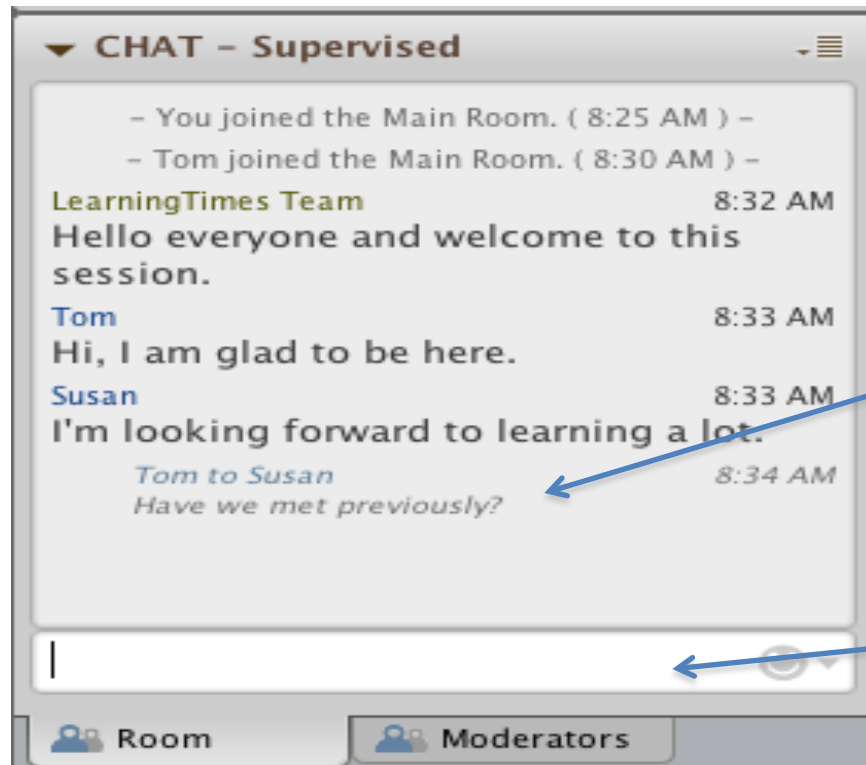 CHAT – Supervised
– You joined the Main Room. ( 8:25 AM ) –
– Tom joined the Main Room. ( 8:30 AM ) –
LearningTimes Team 8:32 AM
Hello everyone and welcome to this
session.
Tom 8:33 AM
Hi, I am glad to be here.
Susan 8:33 AM
I'm looking forward to learning a lot.
Tom to Susan 8:34 AM
Have we met previously?
Room Moderators